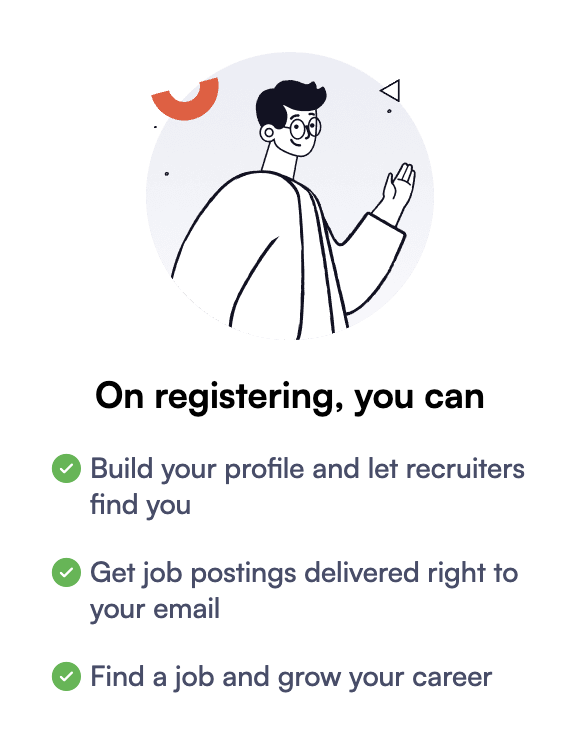 On registering, you can
Build your profile and let recruiters
find you
Get job postings delivered right to
your email
Find a job and grow your career